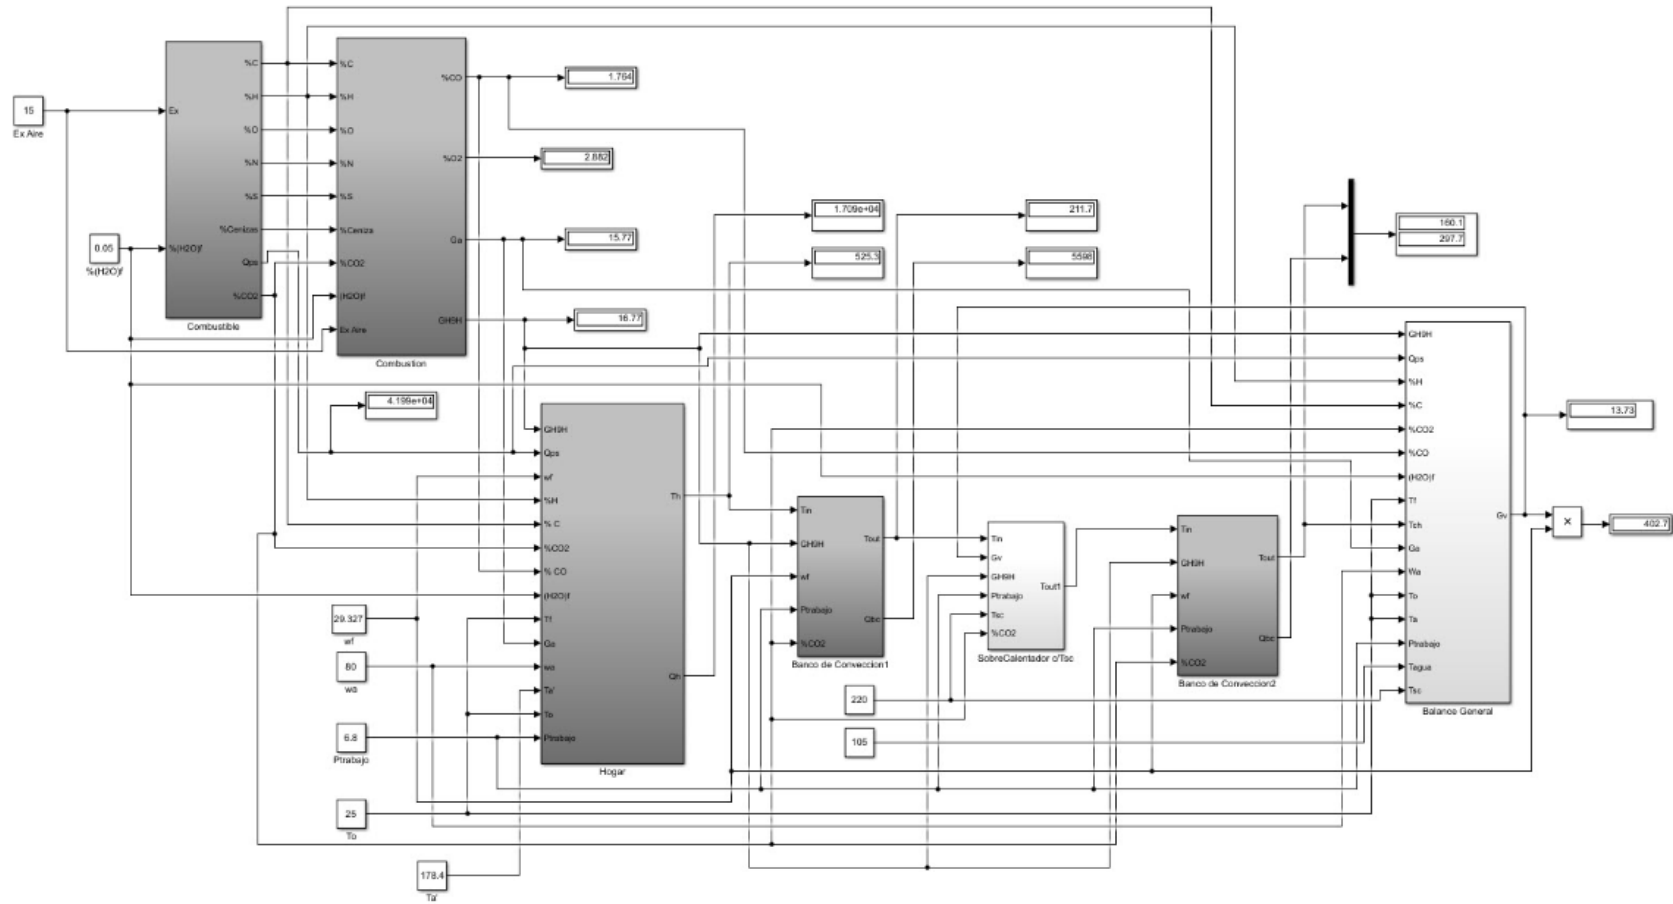 15
Ex Aire
0.05
%(H2O)f
Ex
%(H2O)f
%C
%H
%O
%N
%S
%Cenizas
Qps
%CO2
Combustible
%C
%H
%O
%N
%S
%Ceniza
%CO2
(H2O)f
Ex Aire
%CO
%O2
Ga
GH9H
Combustion
1.764
2.882
15.77
16.77
4.199e+04
1.709e+04
525.3
211.7
5598
160.1
297.7
29.327
wf
80
wa
6.8
Ptrabajo
25
To
178.4
Ta'
GH9H
Qps
wf
%H
% C
%CO2
% CO
(H2O)f
Tf
Ga
wa
Ta'
To
Ptrabajo
Th
Qh
Hogar
Tin
GH9H
wf
Ptrabajo
%CO2
Tout
Qbc
Banco de Conveccion1
Tin
Gv
GH9H
Ptrabajo
Tsc
%CO2
Tout1
SobreCalentador c/Tsc
220
105
Tin
GH9H
wf
Ptrabajo
%CO2
Tout
Qbc
Banco de Conveccion2
GH9H
Qps
%H
%C
%CO2
%CO
(H2O)f
Tf
Tch
Ga
Wa
To
Ta
Ptrabajo
Tagua
Tsc
Gv
Balance General
13.73
×
402.7